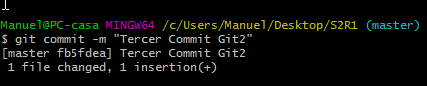 Manuel@PC-casa MINGW64 /c/Users/Manuel/Desktop/S2R1 (master)
$ git commit -m "Tercer Commit Git2"
[master fb5fdea] Tercer Commit Git2
 1 file changed, 1 insertion(+)